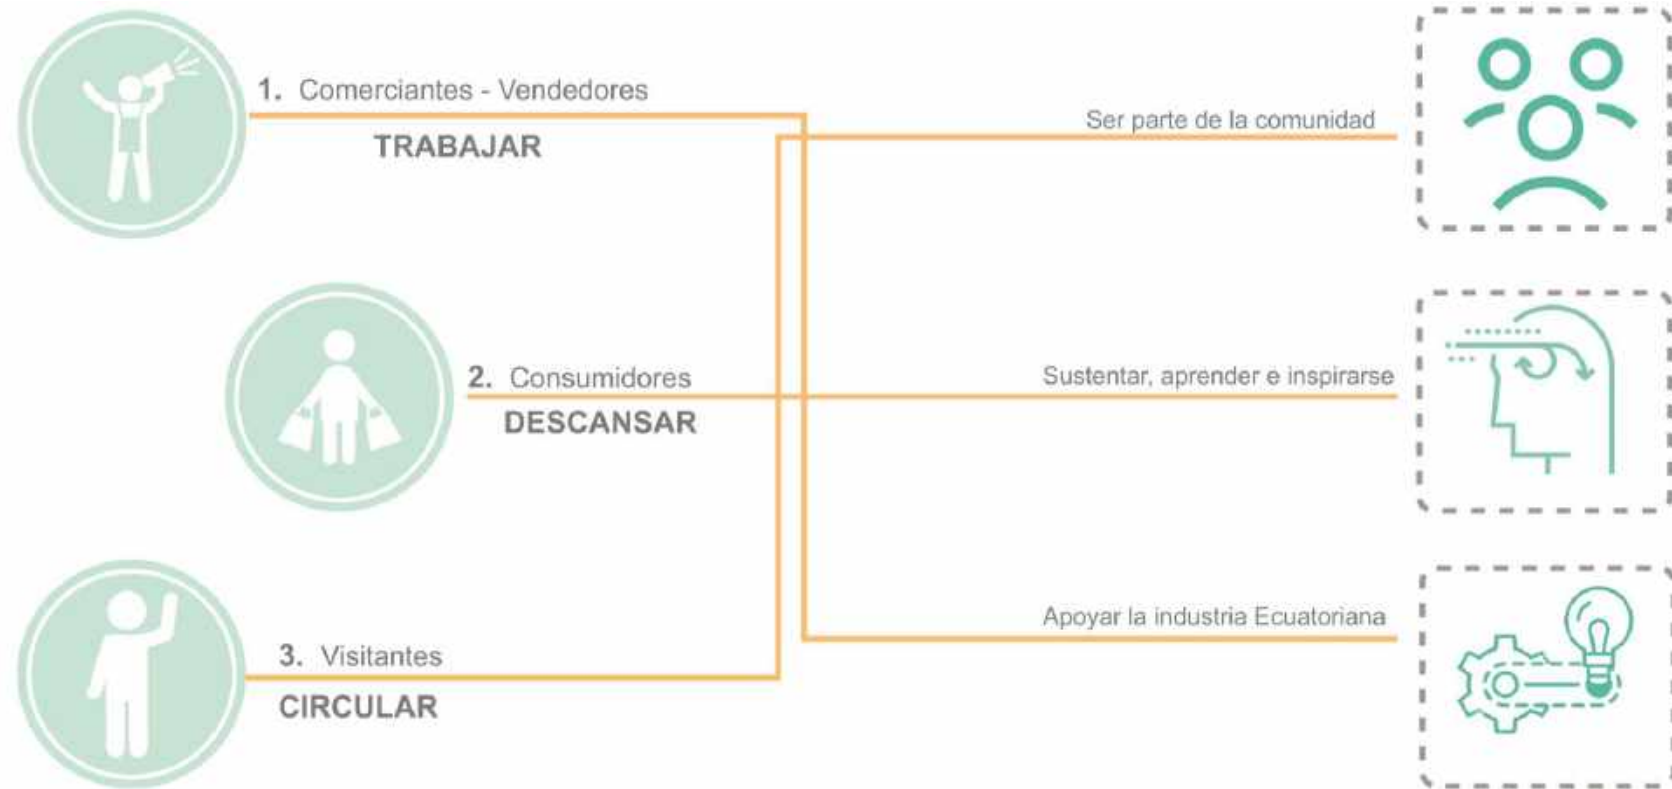 1. Comerciantes - Vendedores
TRABAJAR
Ser parte de la comunidad
2. Consumidores
DESCANSAR
Sustentar, aprender e inspirarse
3. Visitantes
CIRCULAR
Apoyar la industria Ecuatoriana